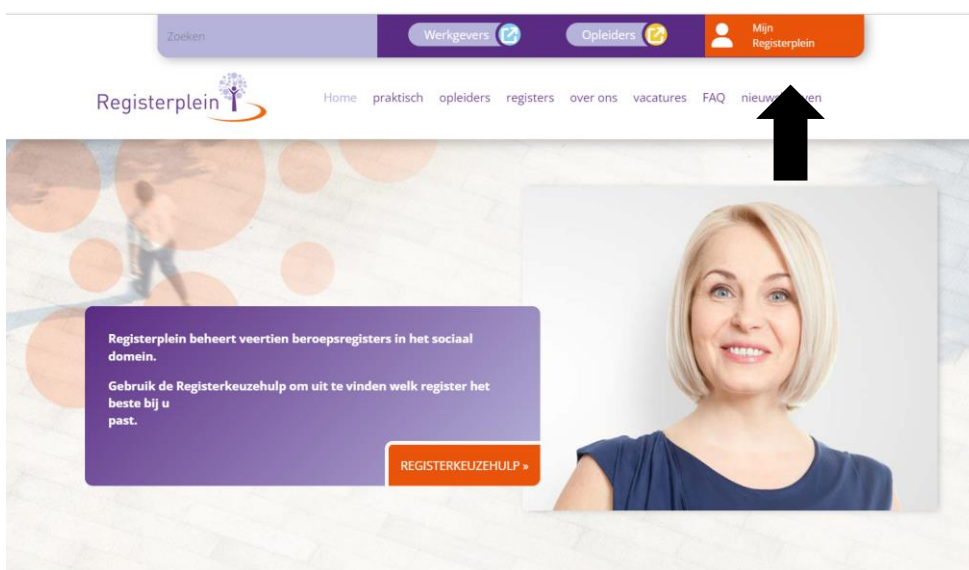 Zoeken
Werkgevers
Opleiders
Mijn
Registerplein
Registerplein
Home praktisch opleiders registers over ons vacatures FAQ
Registerplein beheert veertien beroepsregisters in het sociaal
domein.
Gebruik de Registerkeuzehulp om uit te vinden welk register het
beste bij u
past.
REGISTERKEUZEHULP »